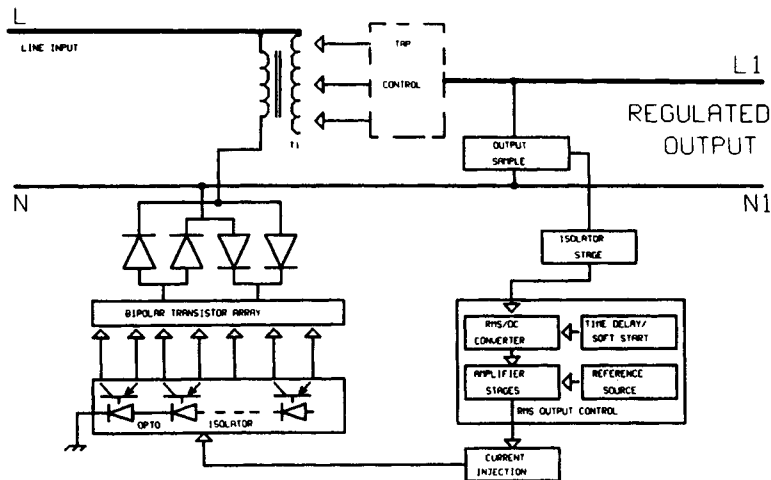 L
LINE INPUT
TAP
CONTROL
L1
REGULATED
OUTPUT
T1
OUTPUT
SAMPLE
N
N1
ISOLATOR
STAGE
BIPOLAR TRANSISTOR ARRAY
RMS/DC
CONVERTER
TIME DELAY/
SOFT START
AMPLIFIER
STAGES
REFERENCE
SOURCE
RMS OUTPUT CONTROL
OPTO ISOLATOR
CURRENT
INJECTION